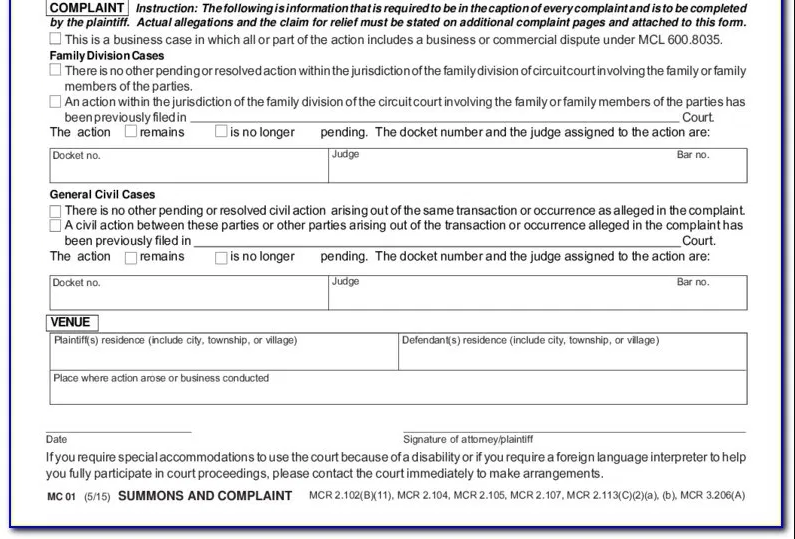 COMPLAINT Instruction: The following is information that is required to be in the caption of every complaint and is to be completed
by the plaintiff. Actual allegations and the claim for relief must be stated on additional complaint pages and attached to this form.
This is a business case in which all or part of the action includes a business or commercial dispute under MCL 600.8035.
Family Division Cases
There is no other pending or resolved action within the jurisdiction of the family division of circuit court involving the family or family
members of the parties.
An action within the jurisdiction of the family division of the circuit court involving the family or family members of the parties has
been previously filed in Court.
The action remains is no longer pending. The docket number and the judge assigned to the action are:
Docket no. Judge Bar no.
General Civil Cases
There is no other pending or resolved civil action arising out of the same transaction or occurrence as alleged in the complaint.
A civil action between these parties or other parties arising out of the transaction or occurrence alleged in the complaint has
been previously filed in Court.
The action remains is no longer pending. The docket number and the judge assigned to the action are:
Docket no. Judge Bar no.
VENUE
Plaintiff(s) residence (include city, township, or village) Defendant(s) residence (include city, township, or village)
Place where action arose or business conducted
Date Signature of attorney/plaintiff
If you require special accommodations to use the court because of a disability or if you require a foreign language interpreter to help
you fully participate in court proceedings, please contact the court immediately to make arrangements.
MC 01 (5/15) SUMMONS AND COMPLAINT MCR 2.102(B)(11), MCR 2.104, MCR 2.105, MCR 2.107, MCR 2.113(C)(2)(a), (b), MCR 3.206(A)